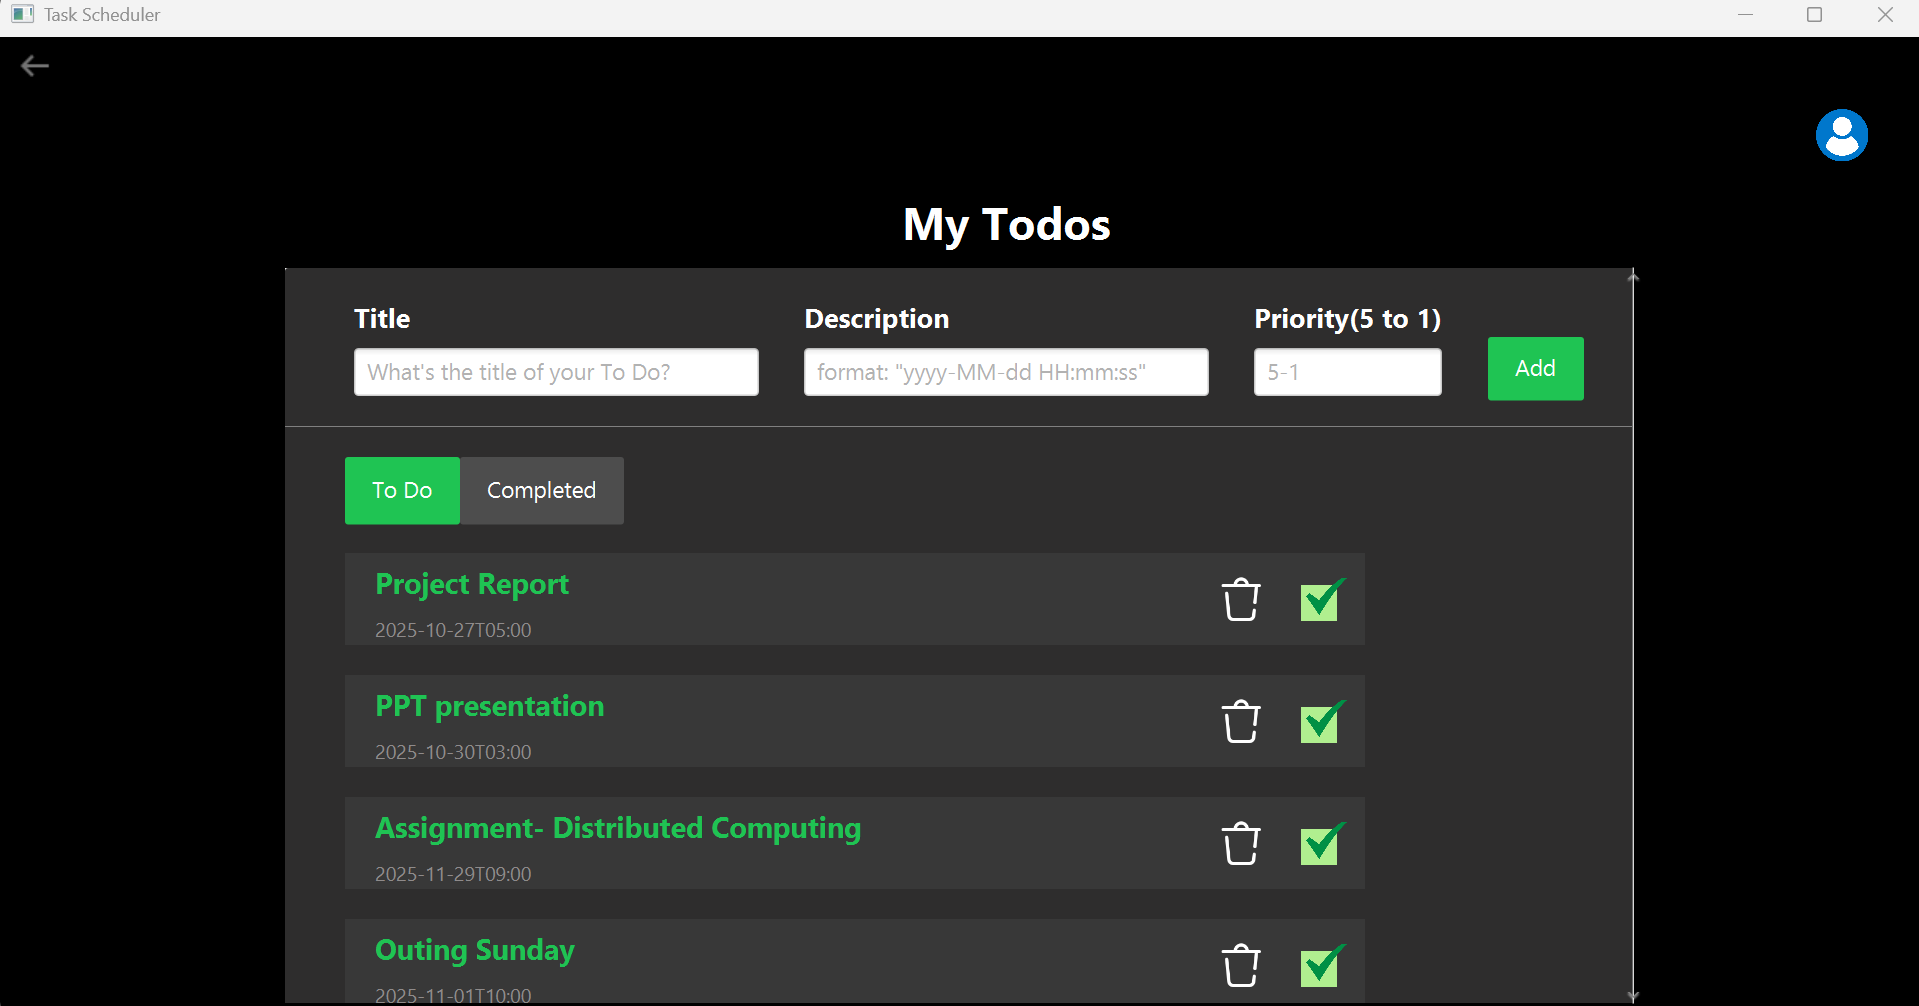 Task Scheduler
My Todos
Title
Description
Priority(5 to 1)
What's the title of your To Do?
format: "yyyy-MM-dd HH:mm:ss"
5-1
Add
To Do
Completed
Project Report
2025-10-27T05:00
PPT presentation
2025-10-30T03:00
Assignment- Distributed Computing
2025-11-29T09:00
Outing Sunday
2025-11-01T10:00